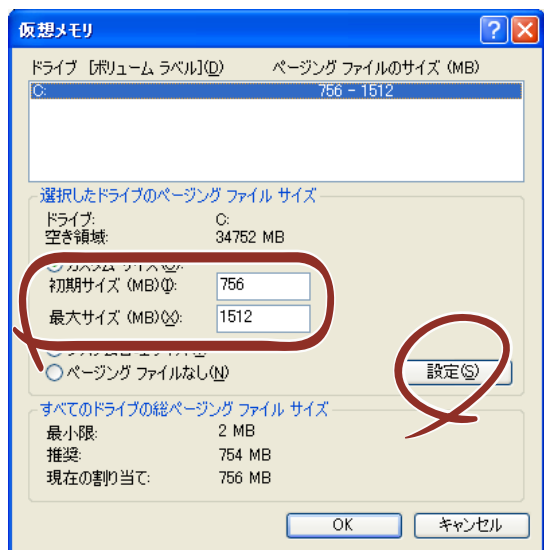 仮想メモリ
ドライブ [ボリューム ラベル](D) ページング ファイルのサイズ (MB)
C: 756 - 1512
選択したドライブのページング ファイル サイズ
ドライブ: C:
空き領域: 34752 MB
初期サイズ (MB)(I): 756
最大サイズ (MB)(X): 1512
ページング ファイルなし(N) 設定(S)
すべてのドライブの総ページング ファイル サイズ
最小限: 2 MB
推奨: 754 MB
現在の割り当て: 756 MB
OK キャンセル